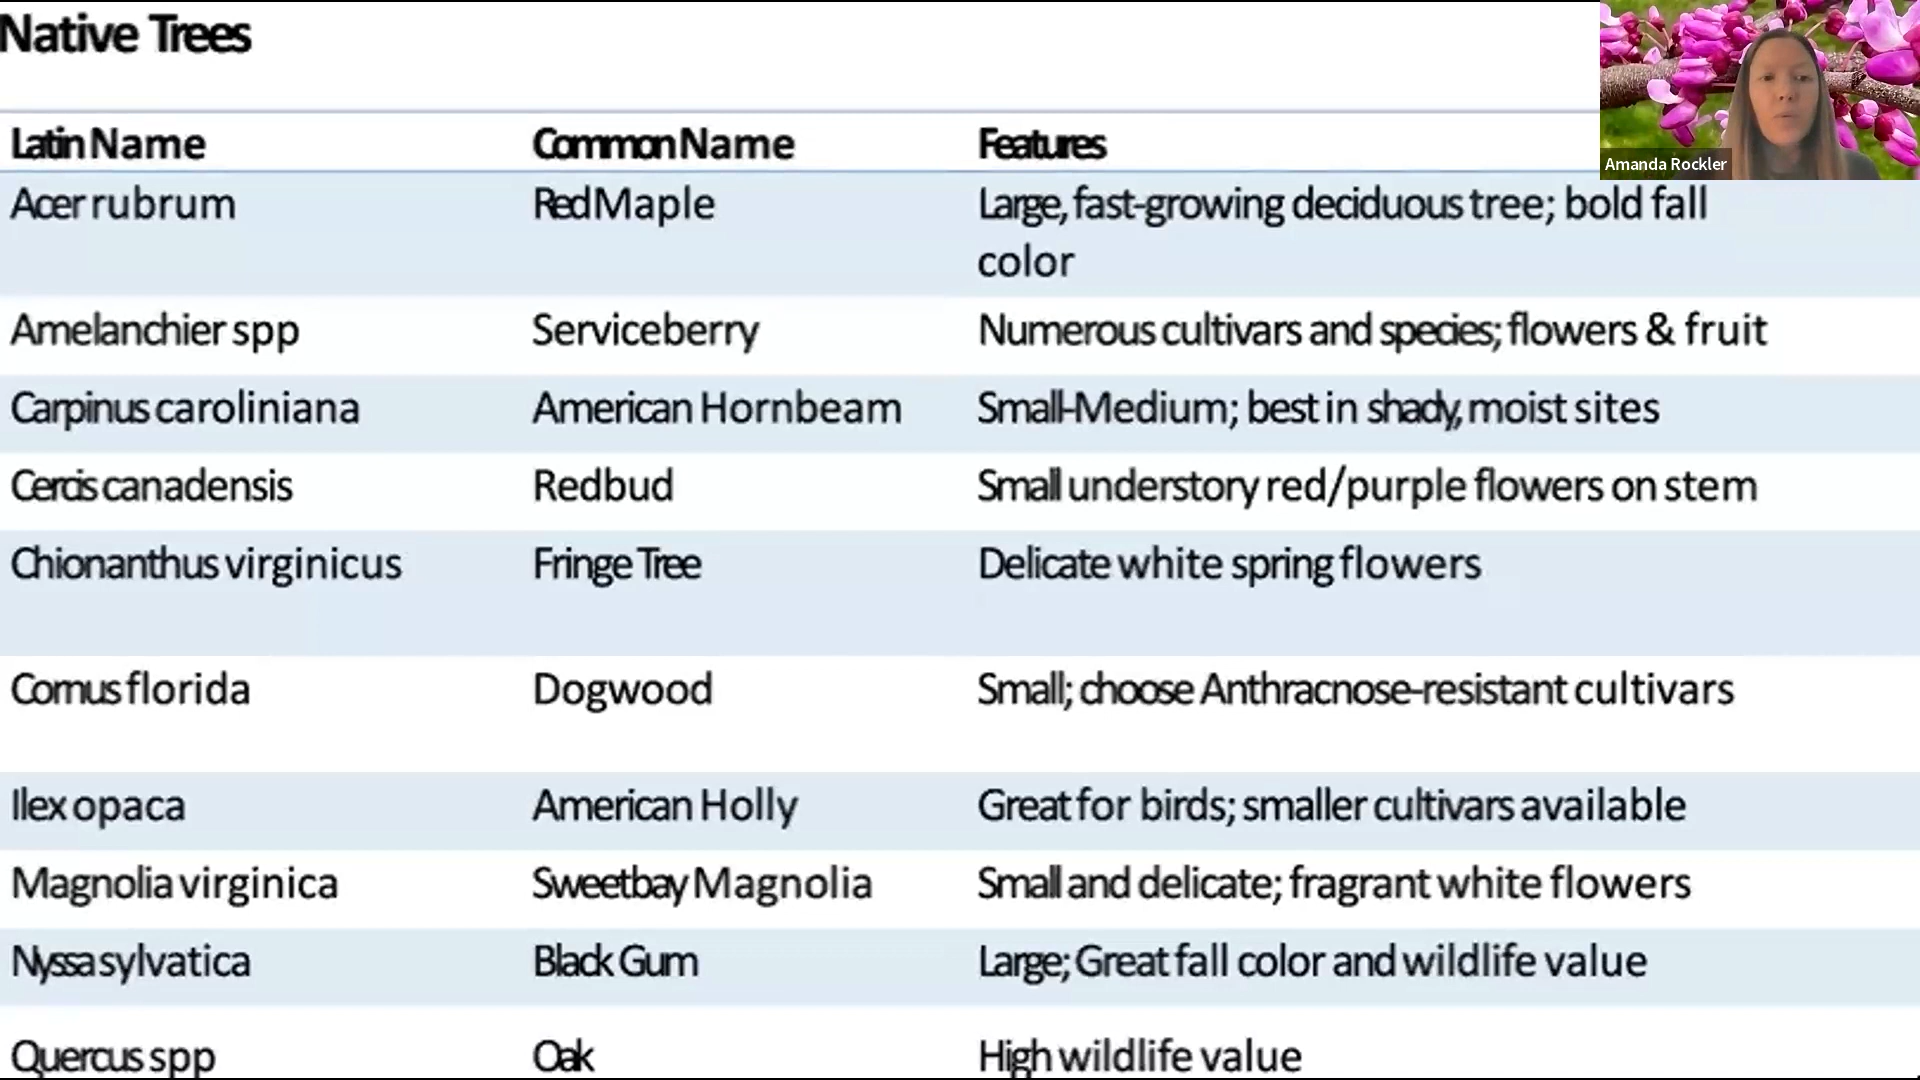 Native Trees
Latin Name Common Name Features
Acer rubrum Red Maple Large, fast-growing deciduous tree; bold fall
color
Amelanchier spp Serviceberry Numerous cultivars and species; flowers & fruit
Carpinus caroliniana American Hornbeam Small-Medium; best in shady, moist sites
Cercis canadensis Redbud Small understory red/purple flowers on stem
Chionanthus virginicus Fringe Tree Delicate white spring flowers
Cornus florida Dogwood Small; choose Anthracnose-resistant cultivars
Ilex opaca American Holly Great for birds; smaller cultivars available
Magnolia virginica Sweetbay Magnolia Small and delicate; fragrant white flowers
Nyssa sylvatica Black Gum Large; Great fall color and wildlife value
Quercus spp Oak High wildlife value
Amanda Rockler